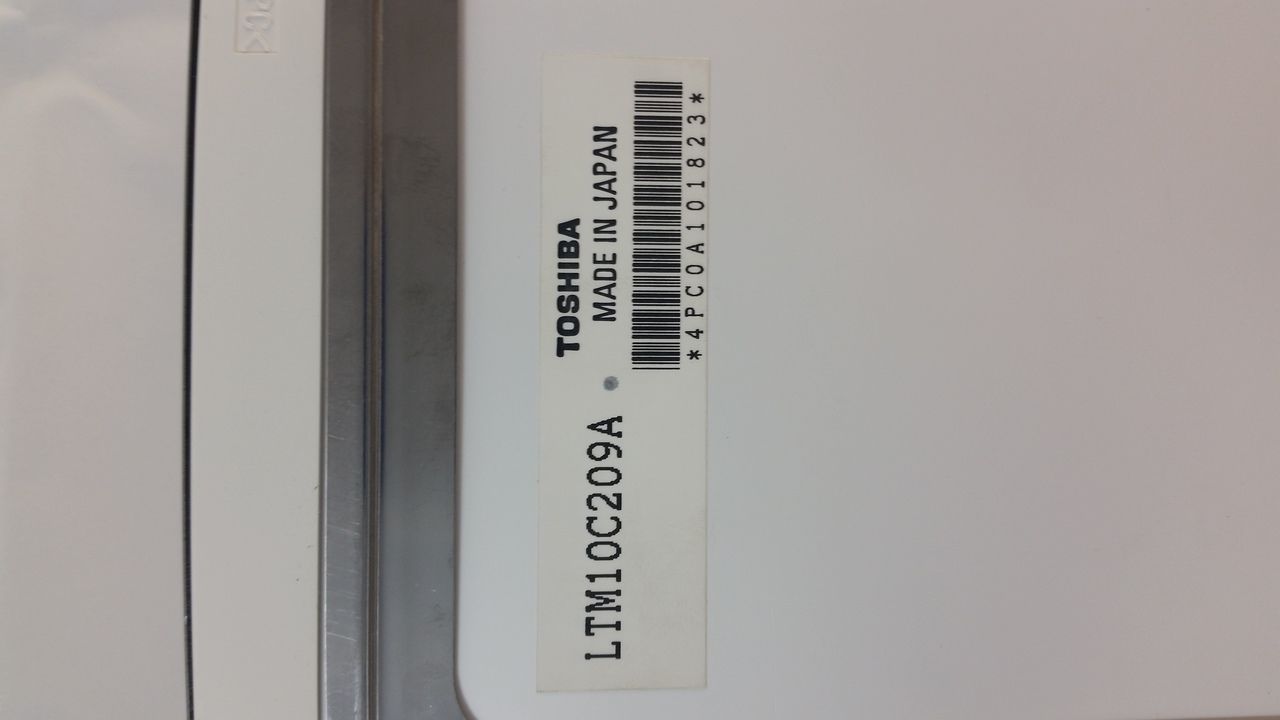 LTM10C209A
TOSHIBA
MADE IN JAPAN
*4PC0A101823*